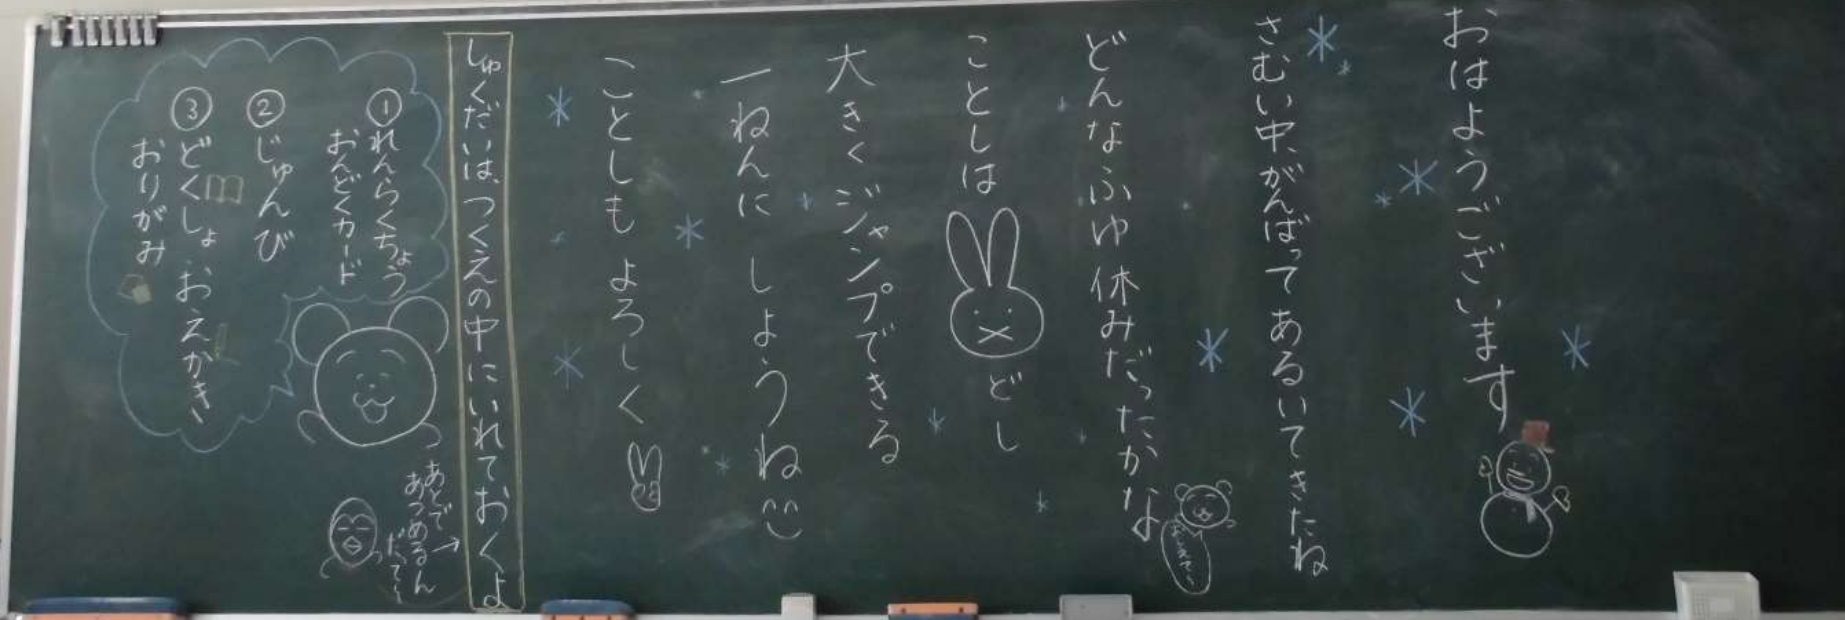 おはようございます
さむい中、がんばって あるいてきたね
どんなふゆ休みだったかな
おしえて〜
ことしは どし
大きく ジャンプできる
一ねんに しようね
ことしも よろしく
しゅくだいは、つくえの中にいれておくよ
あとで
あつめるん
だって〜
①れんらくちょう
おんどくカード
②じゅんび
③どくしょ、おえかき、
おりがみ